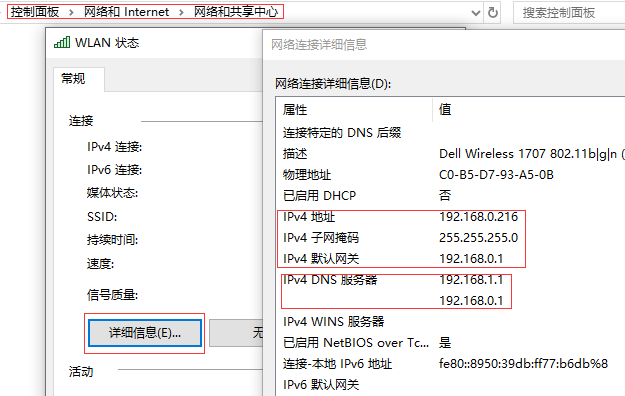 控制面板 > 网络和 Internet > 网络和共享中心
搜索控制面板
WLAN 状态
常规
连接
IPv4 连接:
IPv6 连接:
媒体状态:
SSID:
持续时间:
速度:
信号质量:
详细信息(E)...
无
活动
网络连接详细信息
网络连接详细信息(D):
属性 值
连接特定的 DNS 后缀
描述 Dell Wireless 1707 802.11b|g|n (
物理地址 C0-B5-D7-93-A5-0B
已启用 DHCP 否
IPv4 地址 192.168.0.216
IPv4 子网掩码 255.255.255.0
IPv4 默认网关 192.168.0.1
IPv4 DNS 服务器 192.168.1.1
192.168.0.1
IPv4 WINS 服务器
已启用 NetBIOS over Tc... 是
连接-本地 IPv6 地址 fe80::8950:39db:ff77:b6db%8
IPv6 默认网关